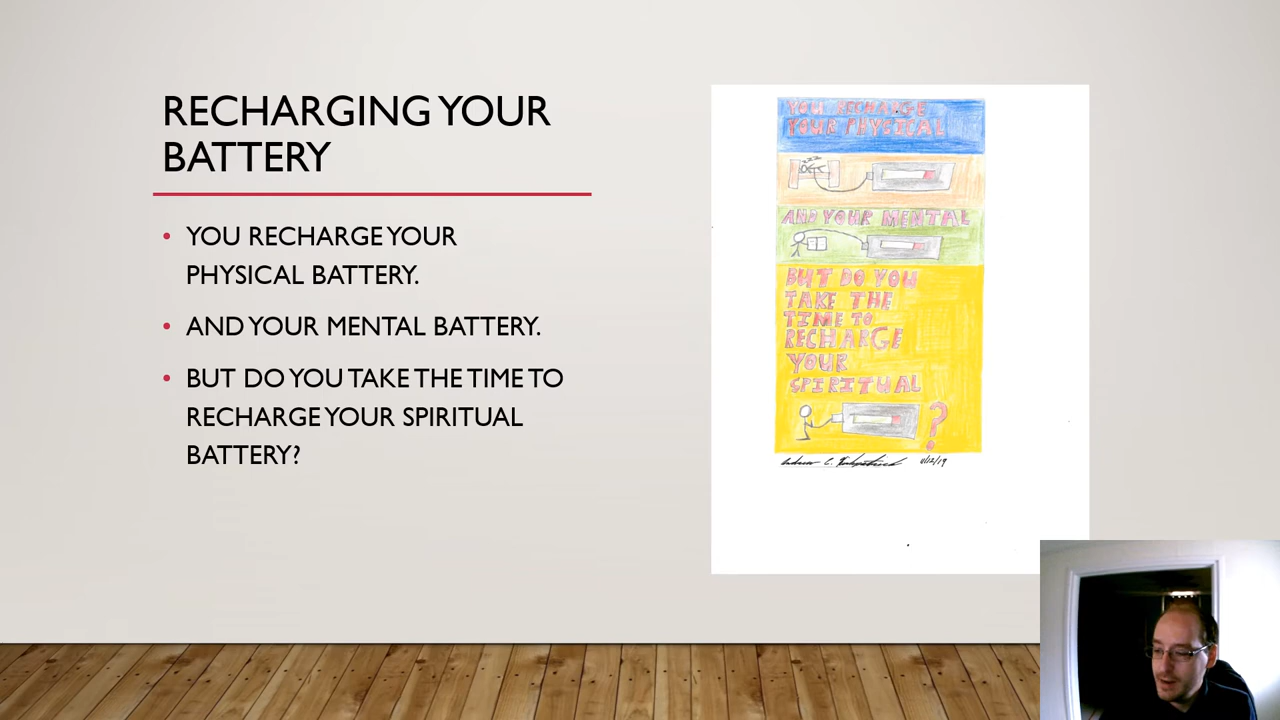 RECHARGING YOUR
BATTERY
• YOU RECHARGE YOUR
PHYSICAL BATTERY.
• AND YOUR MENTAL BATTERY.
• BUT DO YOU TAKE THE TIME TO
RECHARGE YOUR SPIRITUAL
BATTERY?
YOU RECHARGE
YOUR PHYSICAL
AND YOUR MENTAL
BUT DO YOU
TAKE THE
TIME TO
RECHARGE
YOUR
SPIRITUAL
?
Andrew C.